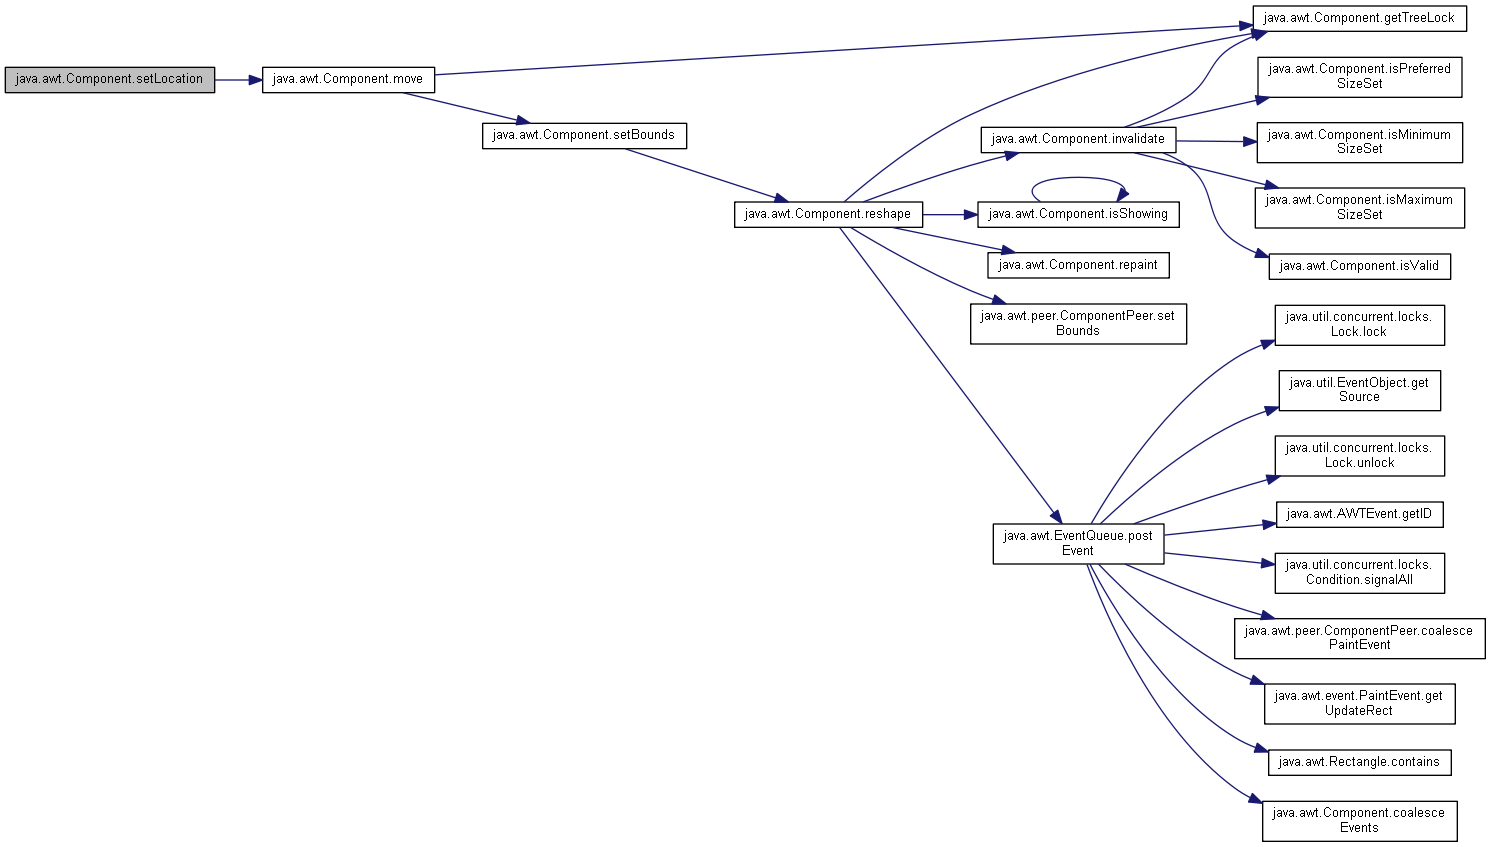 java.awt.Component.setLocation
java.awt.Component.move
java.awt.Component.setBounds
java.awt.Component.reshape
java.awt.Component.getTreeLock
java.awt.Component.invalidate
java.awt.Component.isPreferred
SizeSet
java.awt.Component.isMinimum
SizeSet
java.awt.Component.isMaximum
SizeSet
java.awt.Component.isValid
java.awt.Component.isShowing
java.awt.Component.repaint
java.awt.peer.ComponentPeer.set
Bounds
java.awt.EventQueue.post
Event
java.util.concurrent.locks.
Lock.lock
java.util.EventObject.get
Source
java.util.concurrent.locks.
Lock.unlock
java.awt.AWTEvent.getID
java.util.concurrent.locks.
Condition.signalAll
java.awt.peer.ComponentPeer.coalesce
PaintEvent
java.awt.event.PaintEvent.get
UpdateRect
java.awt.Rectangle.contains
java.awt.Component.coalesce
Events